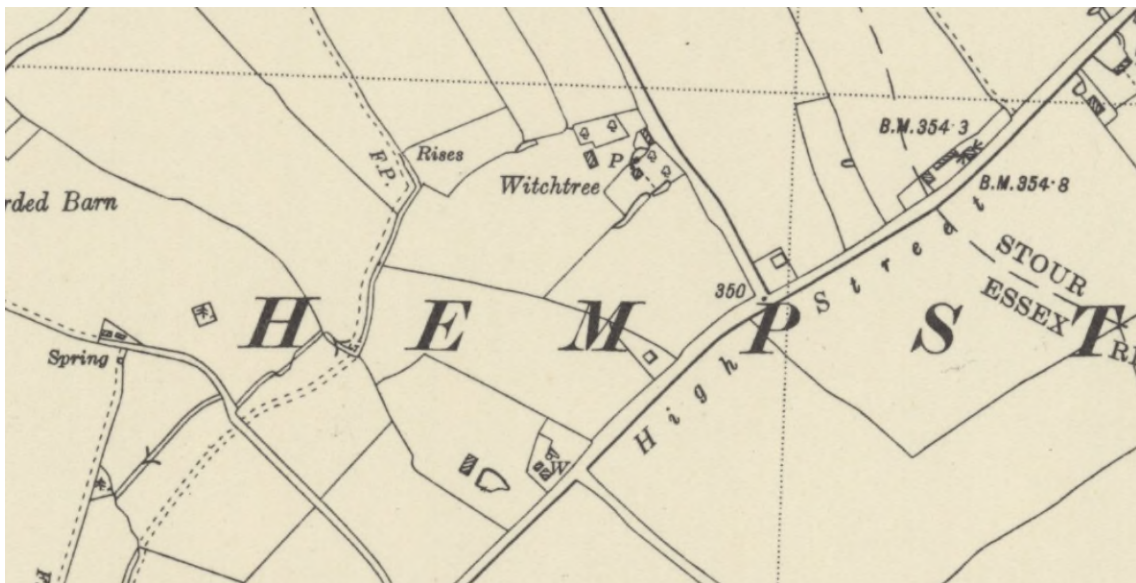 B.M. 354·3
F.P.
Rises
P
Witchtree
B.M. 354·8
rded Barn
STOUR
350
ESSEX
HEMPST
Spring
High Street
W